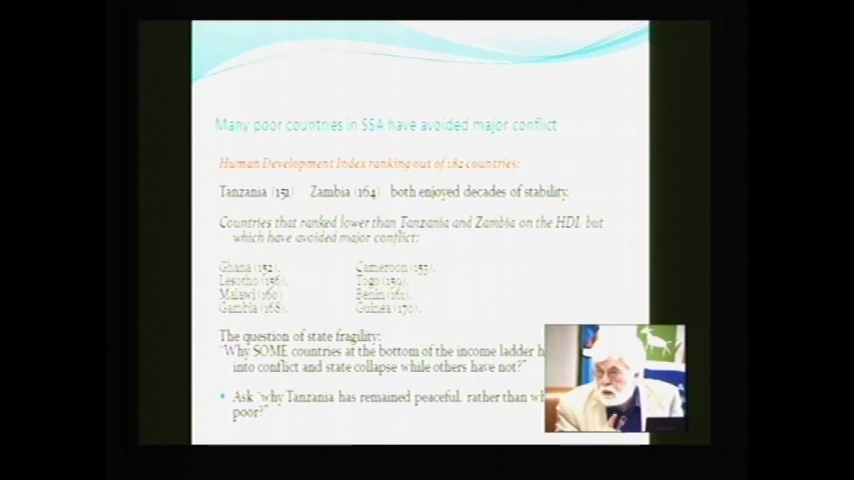 Many poor countries in SSA have avoided major conflict
Human Development Index ranking out of 182 countries:
Tanzania (151) Zambia (164) both enjoyed decades of stability.
Countries that ranked lower than Tanzania and Zambia on the HDI, but
which have avoided major conflict:
Ghana (152), Cameroon (153),
Lesotho (156), Togo (159),
Malawi (160) Benin (161),
Gambia (168), Guinea (170),
The question of state fragility:
"Why SOME countries at the bottom of the income ladder
into conflict and state collapse while others have not?"
• Ask "why Tanzania has remained peaceful, rather than
poor?"